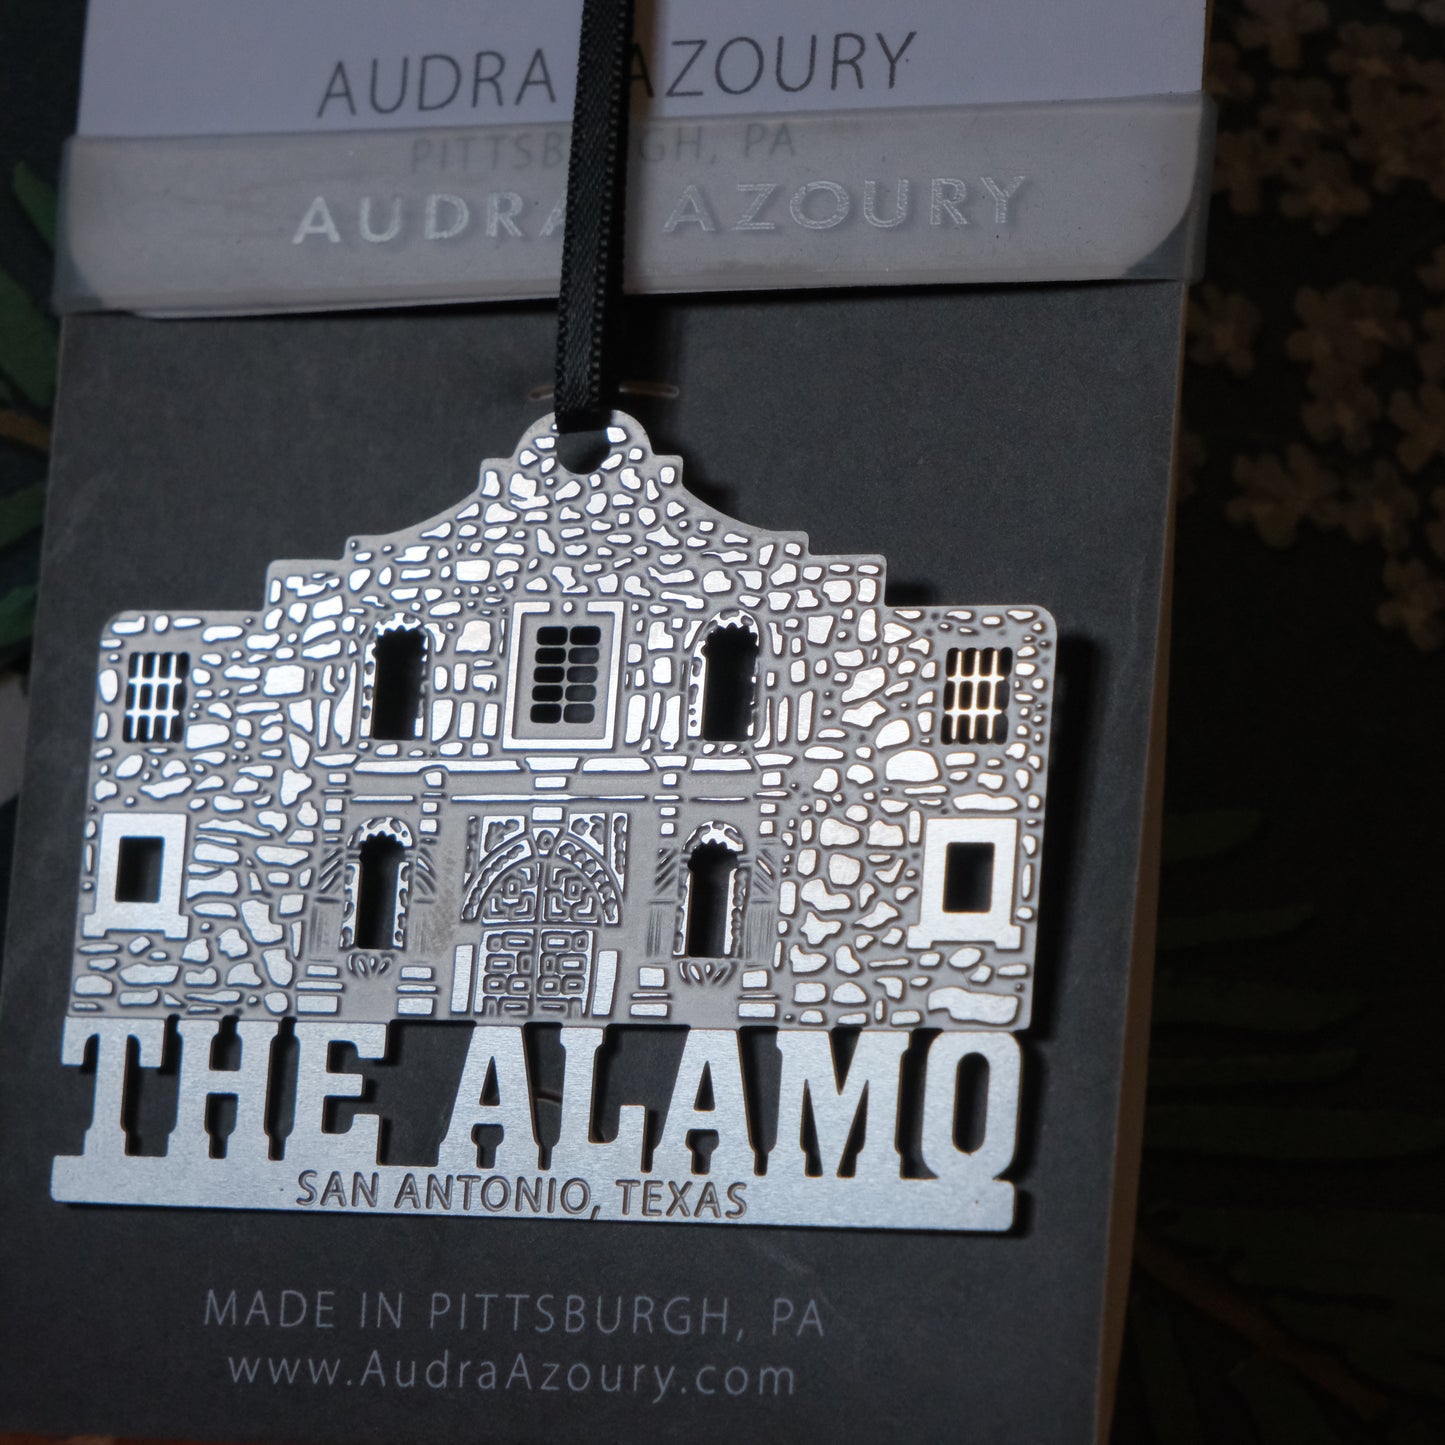 AUDRA AZOURY
PITTSBURGH, PA
AUDRA AZOURY
THE ALAMO
SAN ANTONIO, TEXAS
MADE IN PITTSBURGH, PA
www.AudraAzoury.com